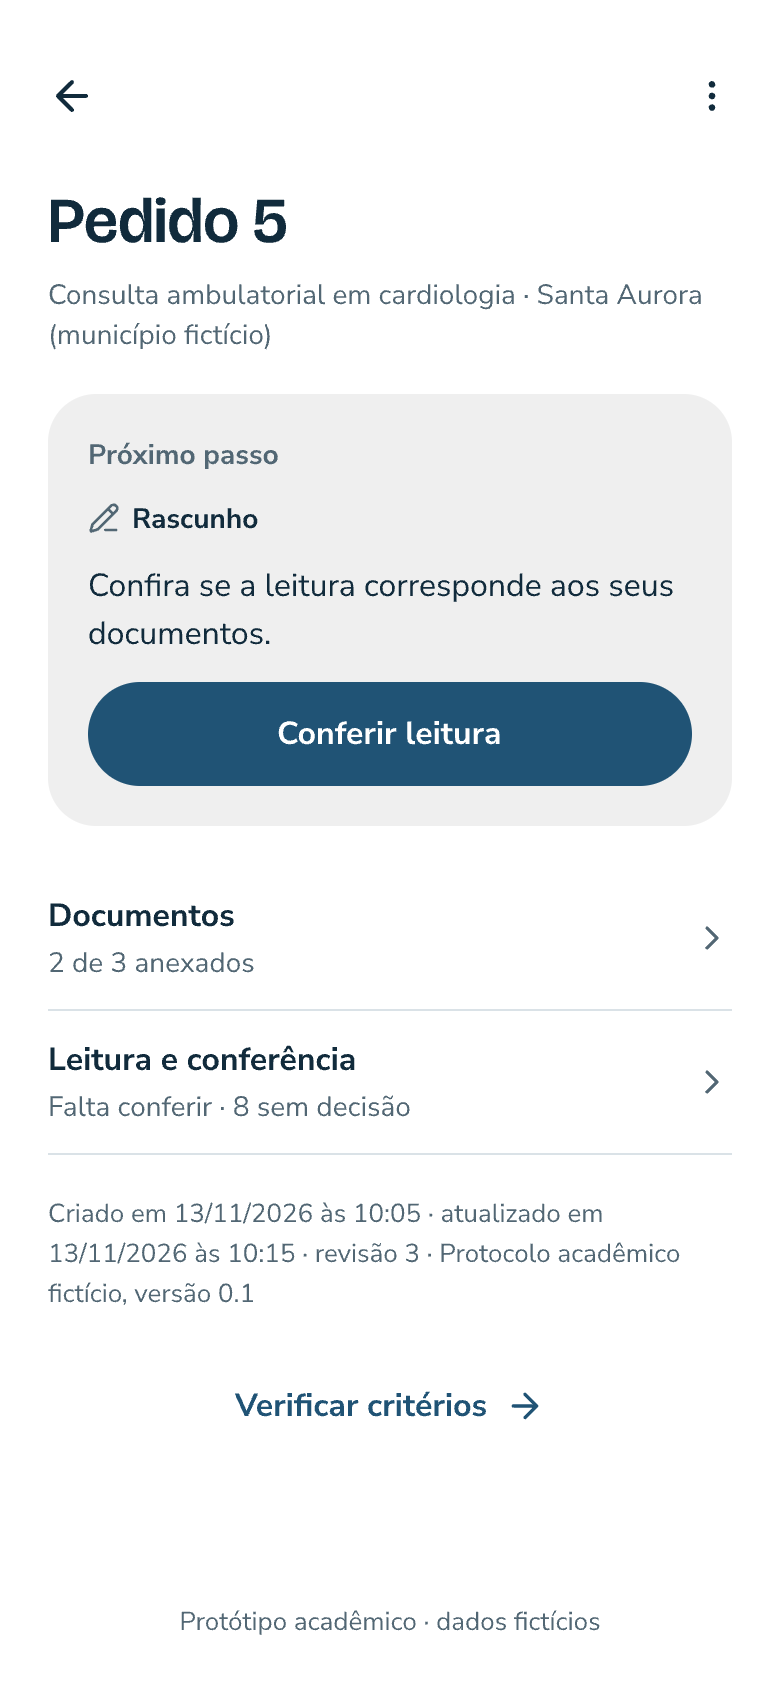 Pedido 5
Consulta ambulatorial em cardiologia · Santa Aurora
(município fictício)
Próximo passo
Rascunho
Confira se a leitura corresponde aos seus
documentos.
Conferir leitura
Documentos
2 de 3 anexados
Leitura e conferência
Falta conferir · 8 sem decisão
Criado em 13/11/2026 às 10:05 · atualizado em
13/11/2026 às 10:15 · revisão 3 · Protocolo acadêmico
fictício, versão 0.1
Verificar critérios
Protótipo acadêmico · dados fictícios